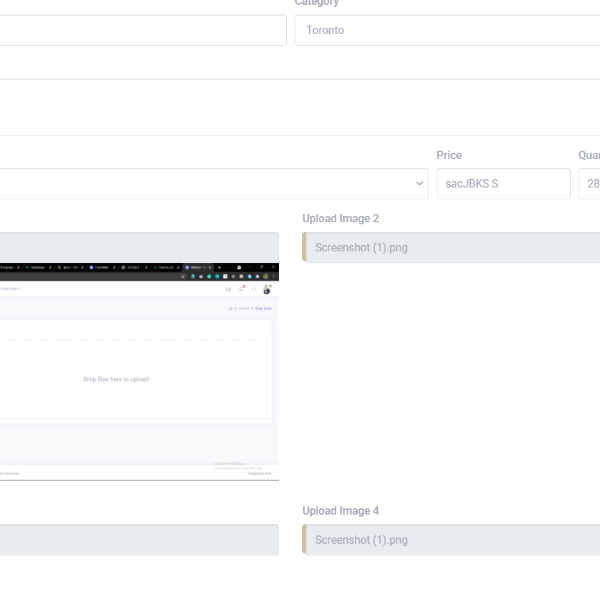 Category
Toronto
Price
Quan
sacJBKS S
28
Upload Image 2
Screenshot (1).png
Drop files here to upload
Upload Image 4
Screenshot (1).png